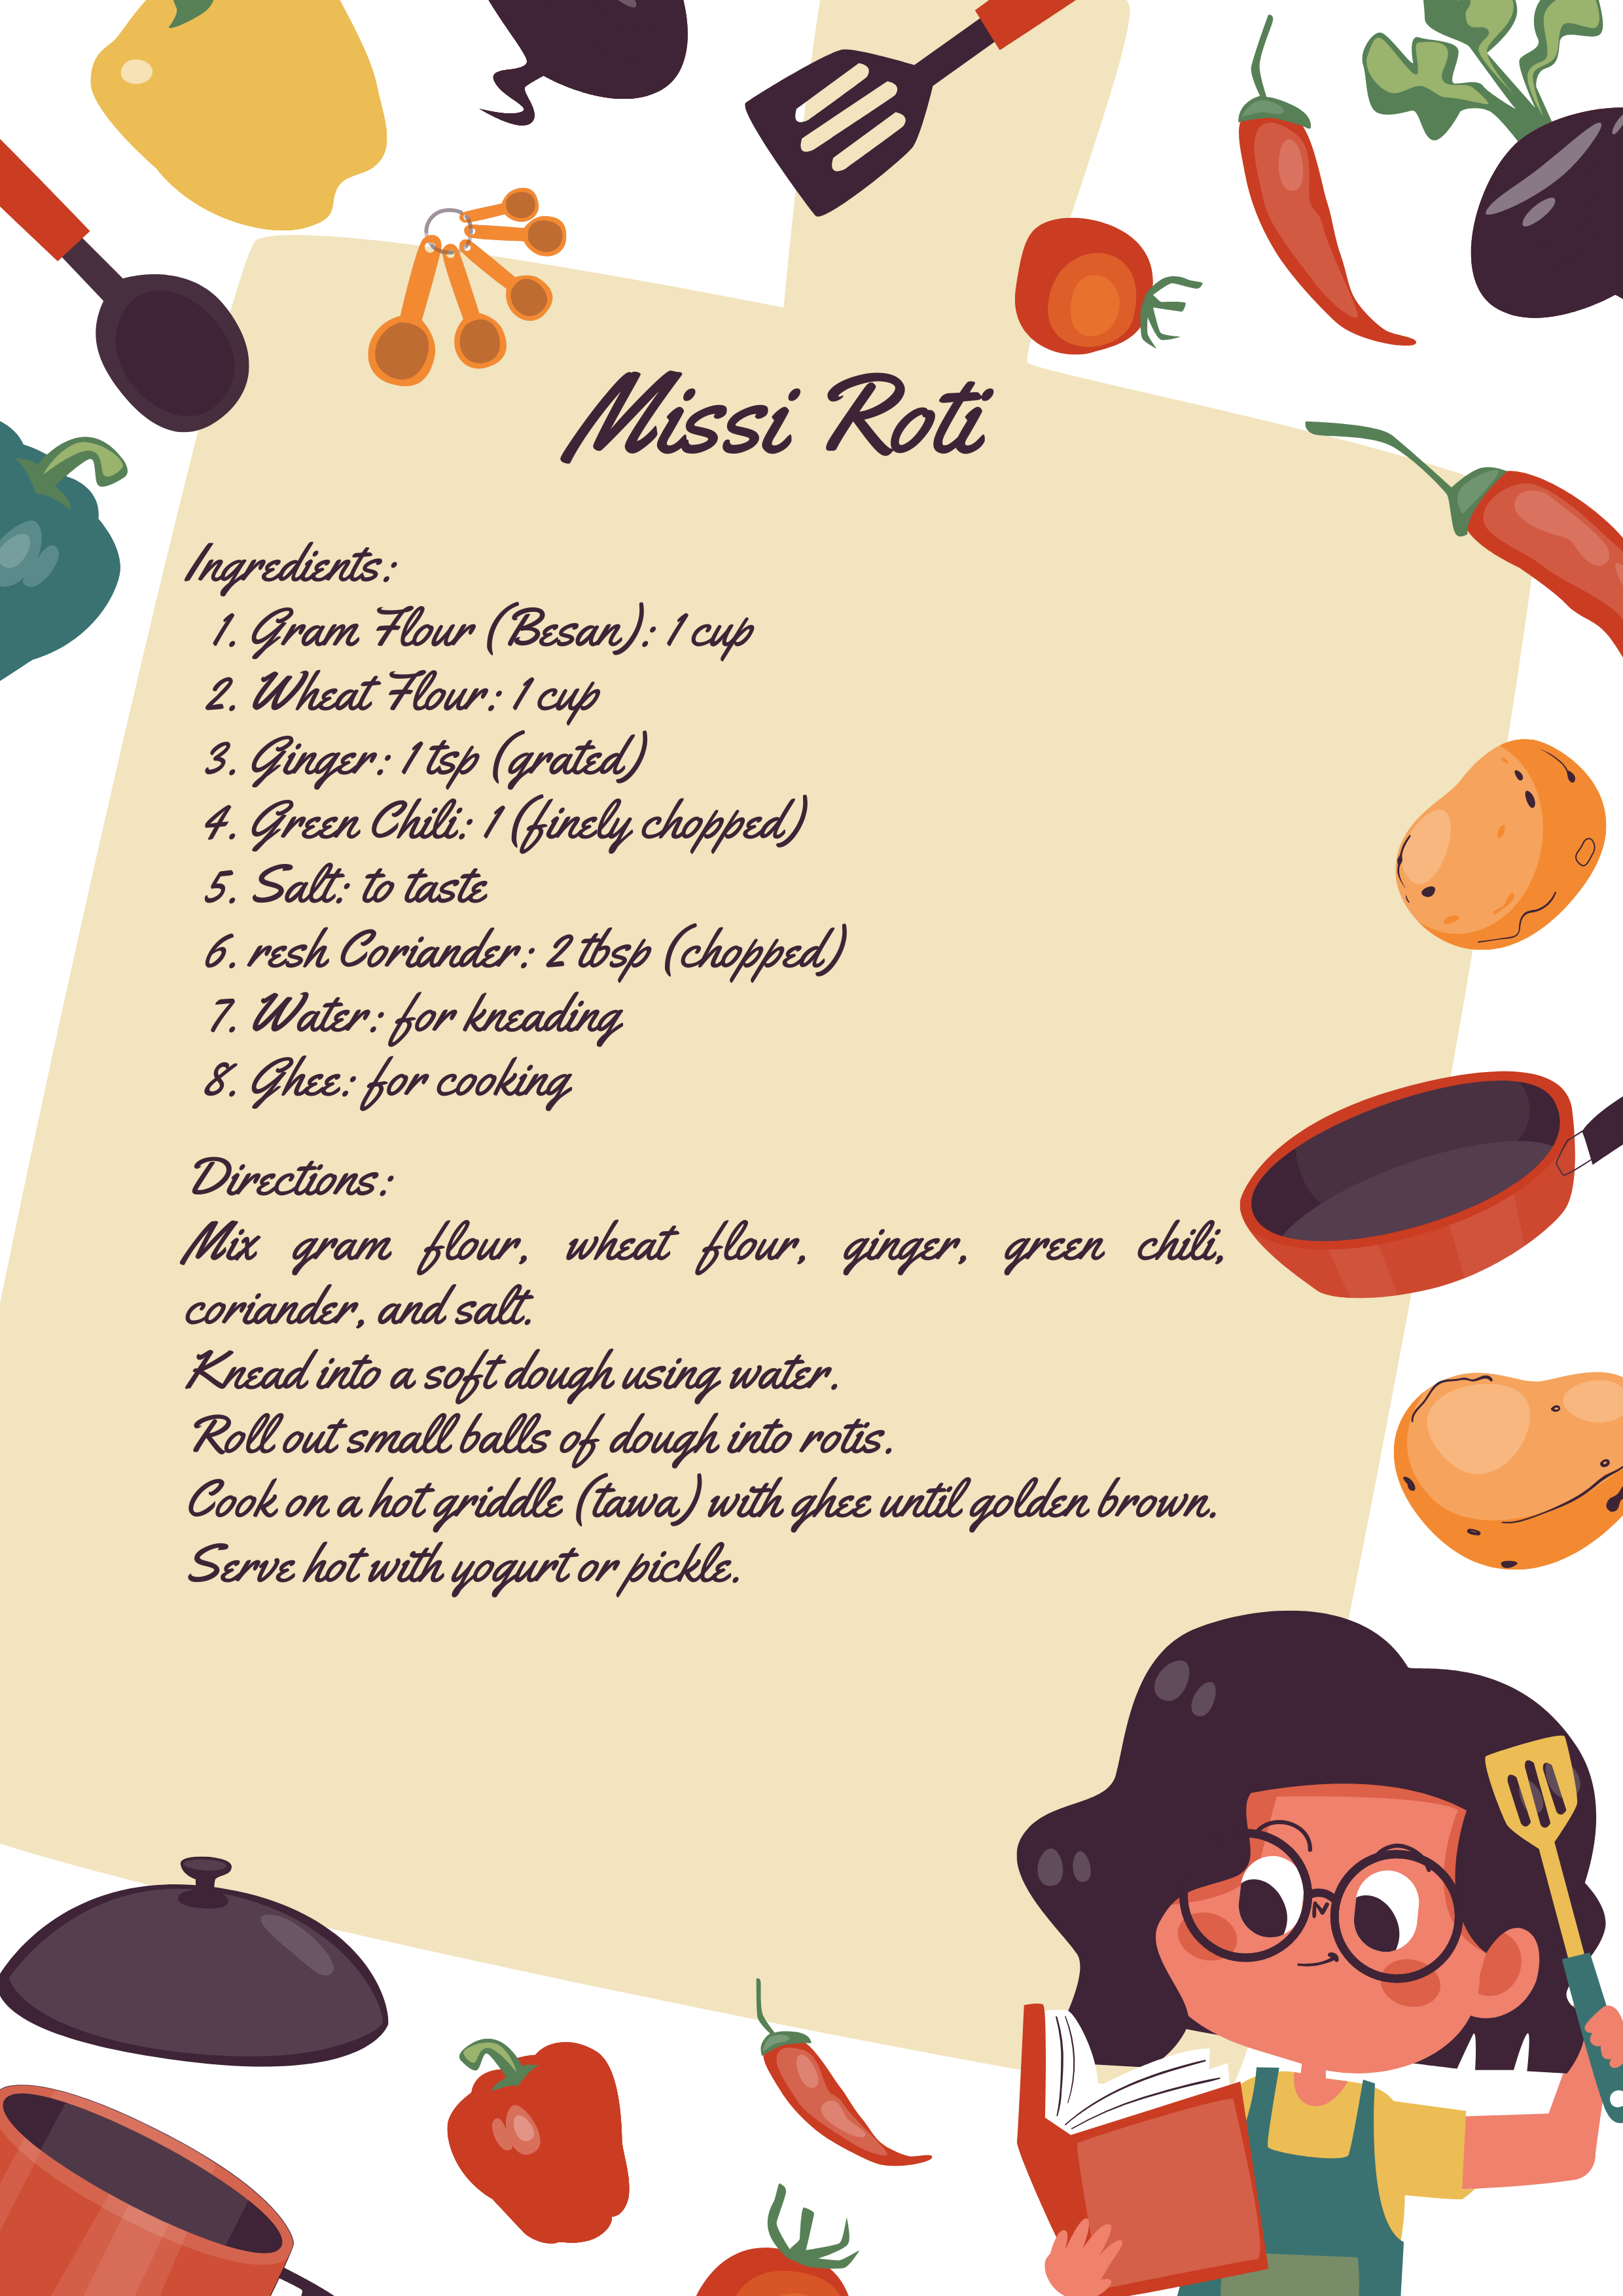 Missi Roti
Ingredients:
1. Gram Flour (Besan): 1 cup
2. Wheat Flour: 1 cup
3. Ginger: 1 tsp (grated)
4. Green Chili: 1 (finely chopped)
5. Salt: to taste
6. resh Coriander: 2 tbsp (chopped)
7. Water: for kneading
8. Ghee: for cooking
Directions:
Mix gram flour, wheat flour, ginger, green chili,
coriander, and salt.
Knead into a soft dough using water.
Roll out small balls of dough into rotis.
Cook on a hot griddle (tawa) with ghee until golden brown.
Serve hot with yogurt or pickle.